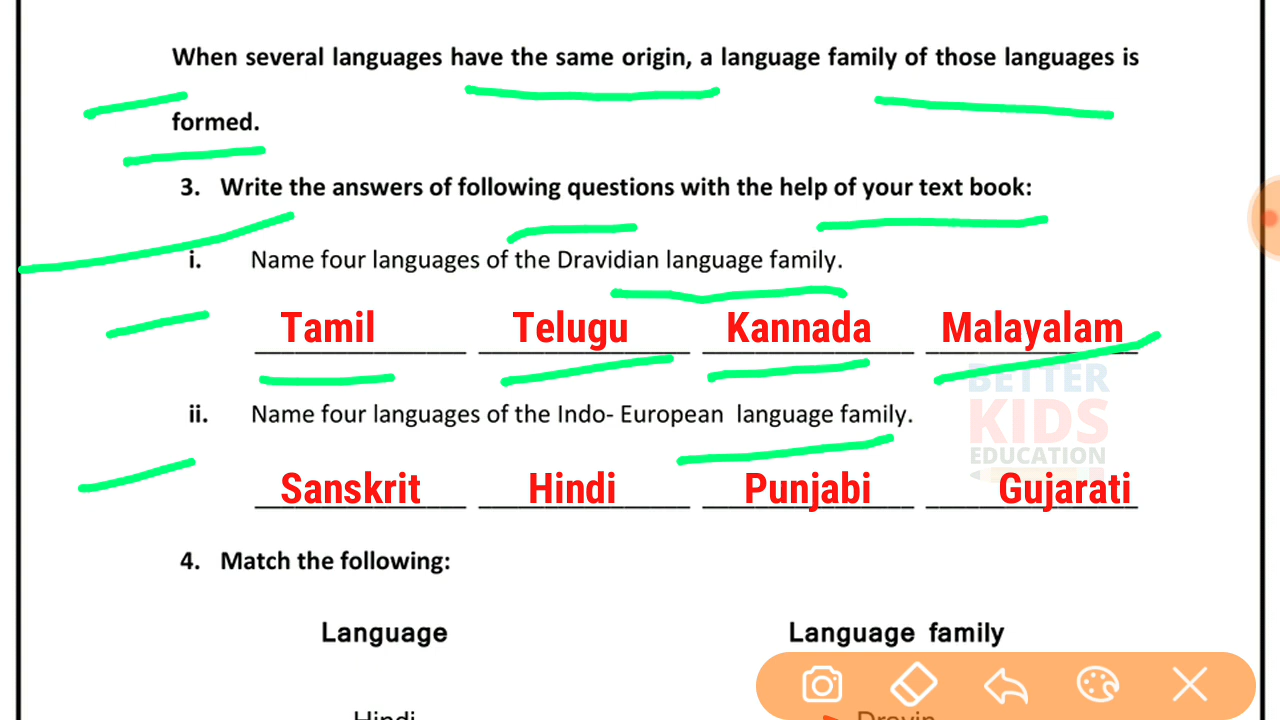 When several languages have the same origin, a language family of those languages is
formed.
3. Write the answers of following questions with the help of your text book:
i. Name four languages of the Dravidian language family.
Tamil Telugu Kannada Malayalam
BETTER
KIDS
EDUCATION
ii. Name four languages of the Indo- European language family.
Sanskrit Hindi Punjabi Gujarati
4. Match the following:
Language Language family
Hindi